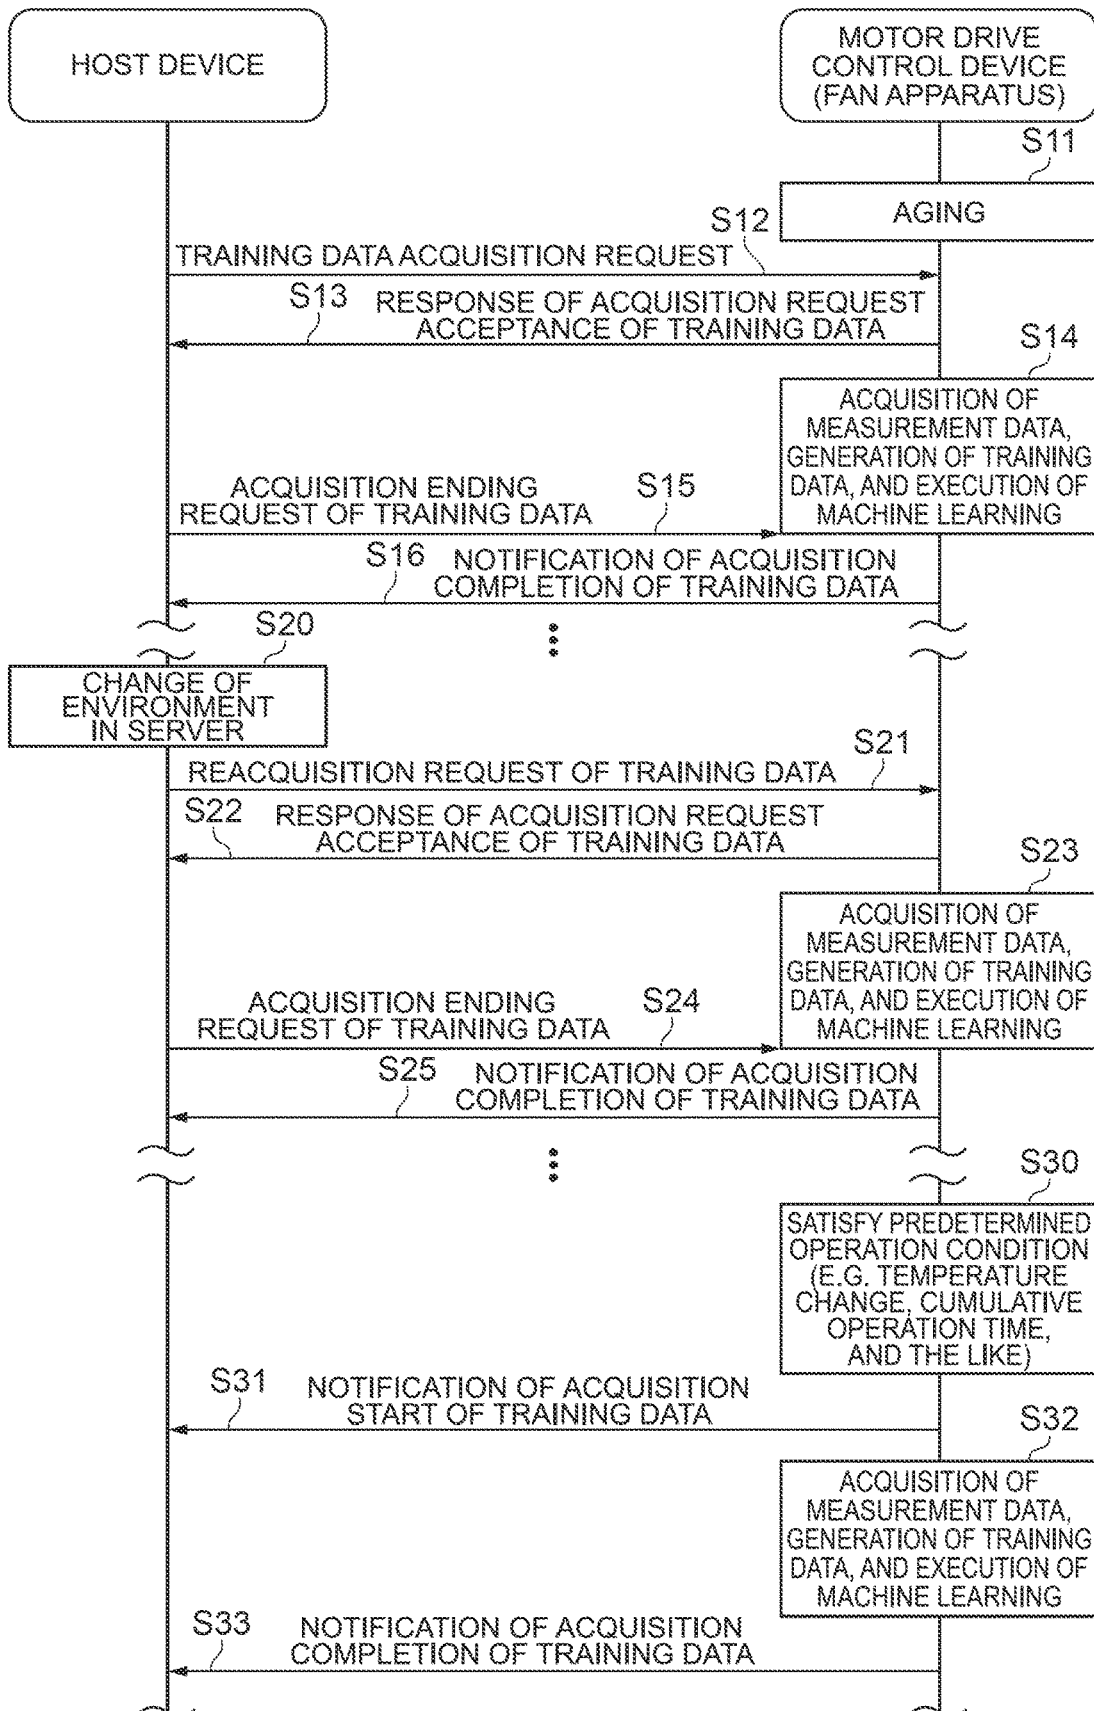 HOST DEVICE
MOTOR DRIVE
CONTROL DEVICE
(FAN APPARATUS)
S11
AGING
S12
TRAINING DATA ACQUISITION REQUEST
S13
RESPONSE OF ACQUISITION REQUEST
ACCEPTANCE OF TRAINING DATA
S14
ACQUISITION OF
MEASUREMENT DATA,
GENERATION OF TRAINING
DATA, AND EXECUTION OF
MACHINE LEARNING
ACQUISITION ENDING
REQUEST OF TRAINING DATA
S15
S16
NOTIFICATION OF ACQUISITION
COMPLETION OF TRAINING DATA
S20
CHANGE OF
ENVIRONMENT
IN SERVER
S21
REACQUISITION REQUEST OF TRAINING DATA
S22
RESPONSE OF ACQUISITION REQUEST
ACCEPTANCE OF TRAINING DATA
S23
ACQUISITION OF
MEASUREMENT DATA,
GENERATION OF TRAINING
DATA, AND EXECUTION OF
MACHINE LEARNING
ACQUISITION ENDING
REQUEST OF TRAINING DATA
S24
S25
NOTIFICATION OF ACQUISITION
COMPLETION OF TRAINING DATA
S30
SATISFY PREDETERMINED
OPERATION CONDITION
(E.G. TEMPERATURE
CHANGE, CUMULATIVE
OPERATION TIME,
AND THE LIKE)
S31
NOTIFICATION OF ACQUISITION
START OF TRAINING DATA
S32
ACQUISITION OF
MEASUREMENT DATA,
GENERATION OF TRAINING
DATA, AND EXECUTION OF
MACHINE LEARNING
S33
NOTIFICATION OF ACQUISITION
COMPLETION OF TRAINING DATA